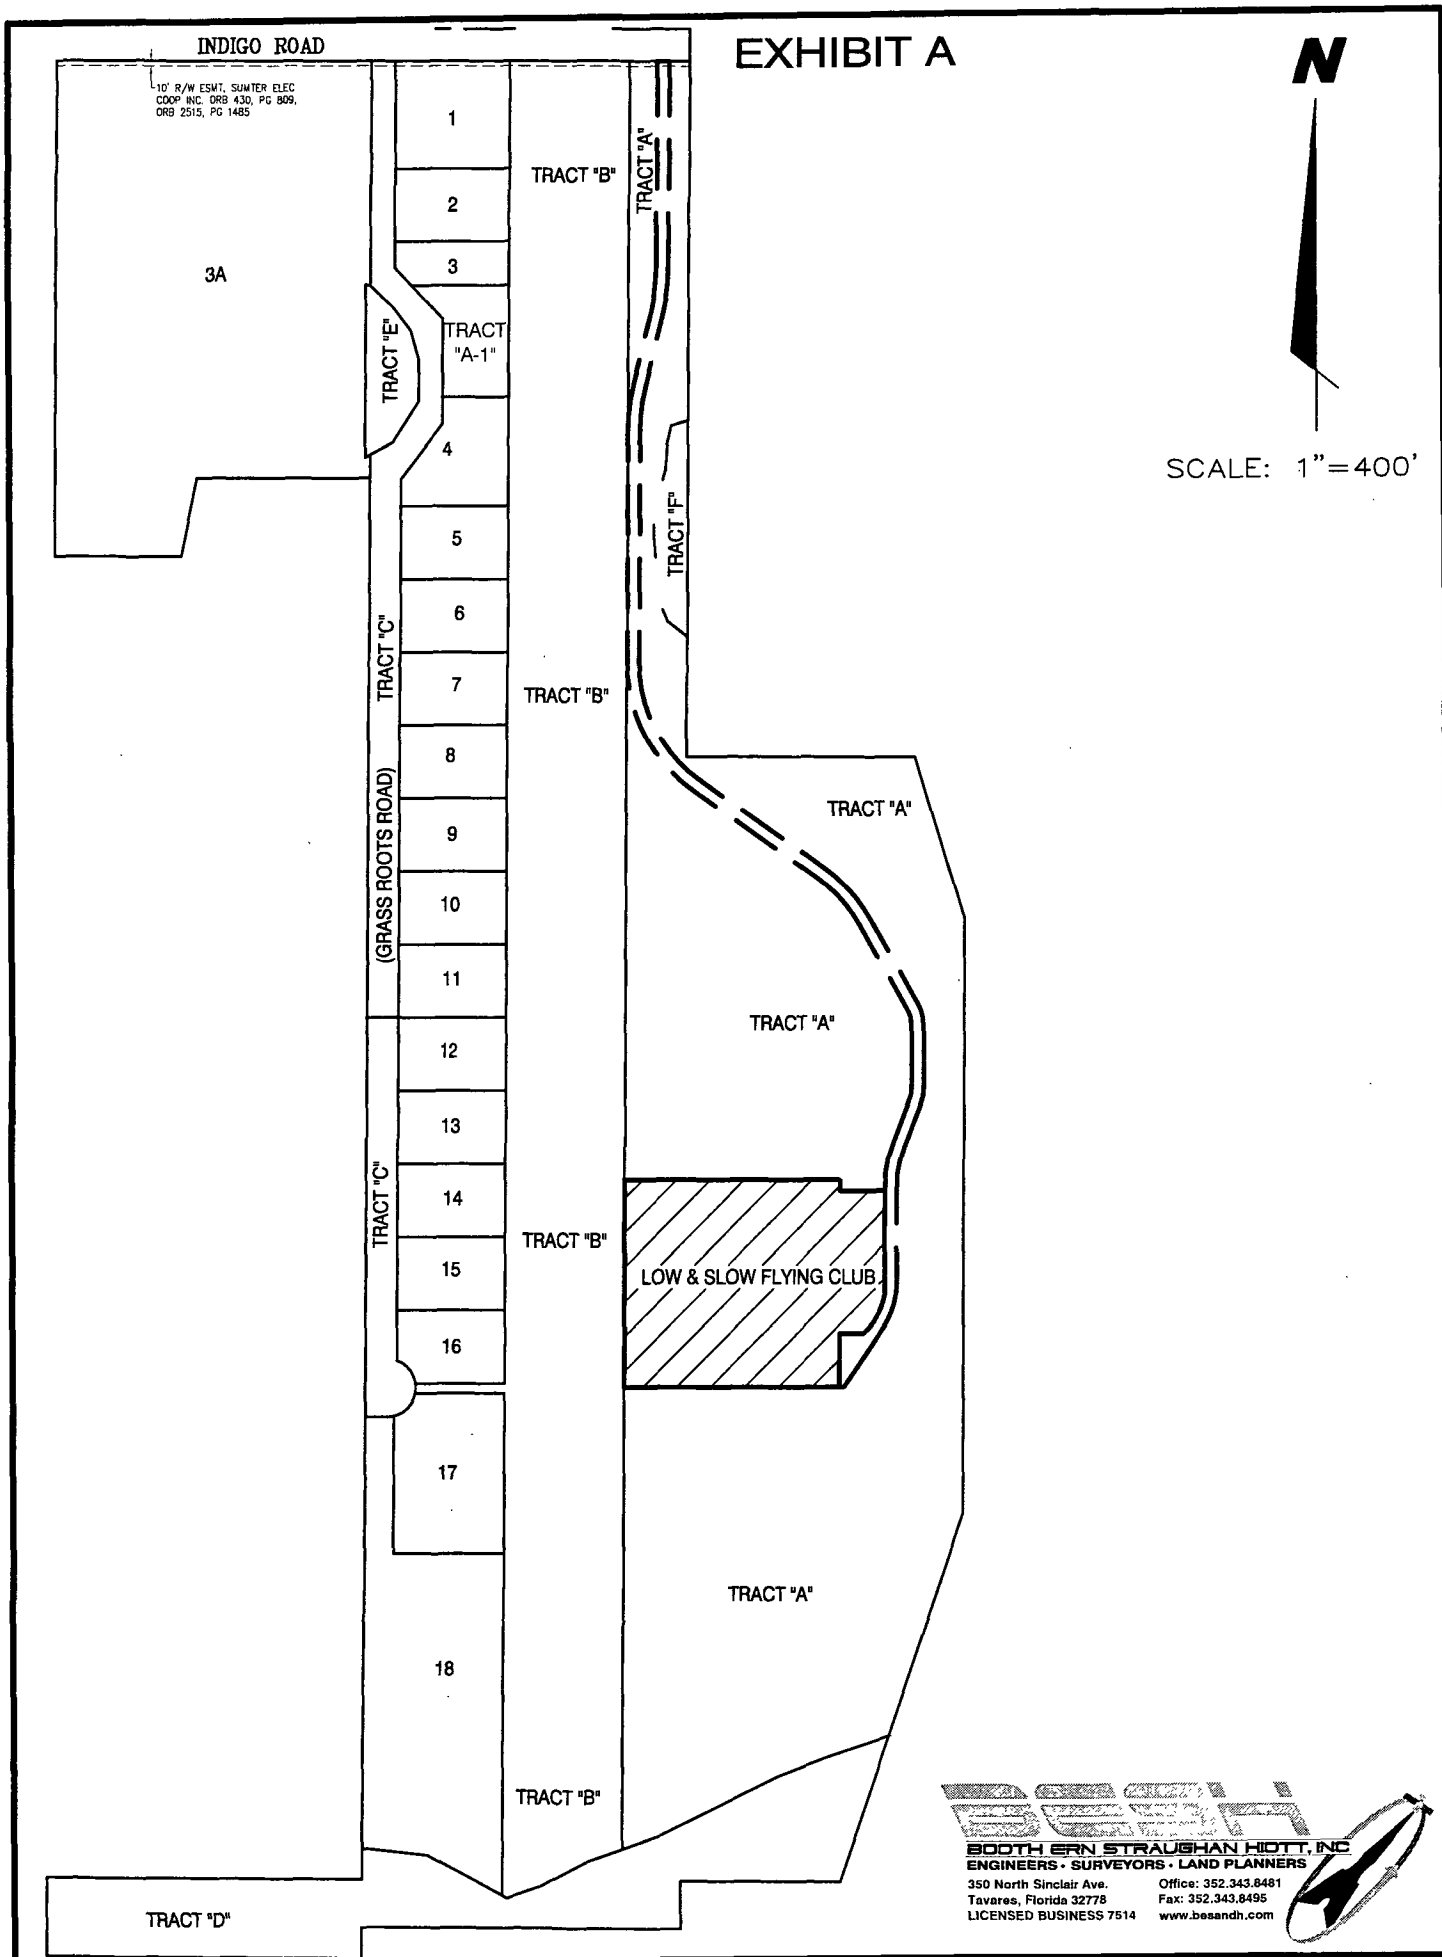 INDIGO ROAD
EXHIBIT A
N
10' R/W ESMT, SUMTER ELEC
COOP INC. ORB 430, PG 809,
ORB 2515, PG 1485
SCALE: 1"=400'
1
2
3
TRACT "B"
TRACT "A"
3A
TRACT "E"
TRACT
"A-1"
4
5
TRACT "F"
6
TRACT "C"
7
TRACT "B"
8
(GRASS ROOTS ROAD)
TRACT "A"
9
10
11
TRACT "A"
12
13
TRACT "C"
14
TRACT "B"
15
LOW & SLOW FLYING CLUB
16
17
TRACT "A"
18
TRACT "B"
TRACT "D"
BESH
BOOTH ERN STRAUGHAN HIOTT, INC
ENGINEERS • SURVEYORS • LAND PLANNERS
350 North Sinclair Ave. Office: 352.343.8481
Tavares, Florida 32778 Fax: 352.343.8495
LICENSED BUSINESS 7514 www.besandh.com